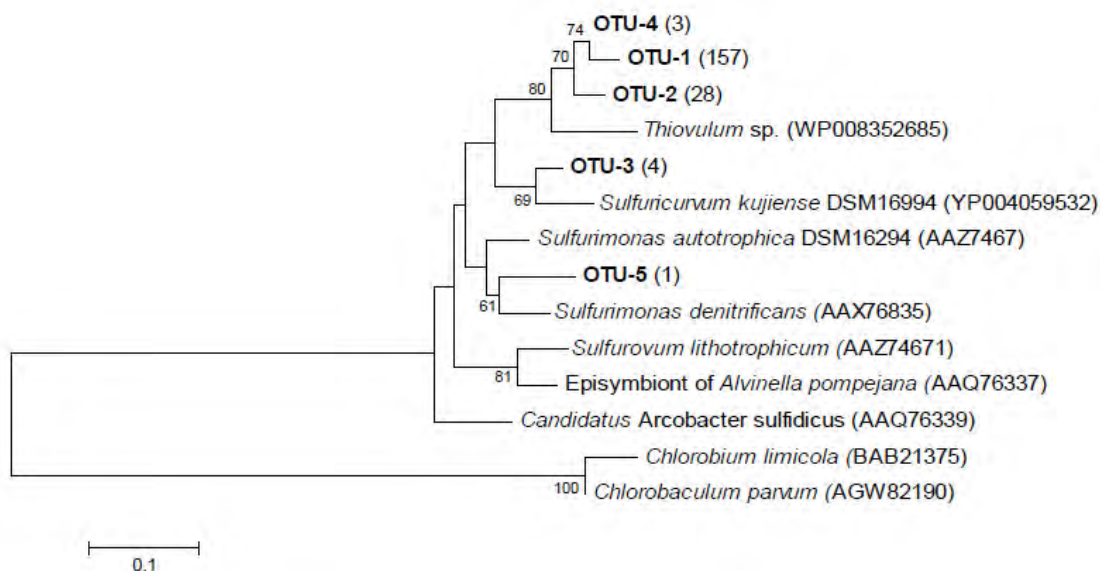 74 OTU-4 (3)
70 OTU-1 (157)
80 OTU-2 (28)
Thiovulum sp. (WP008352685)
OTU-3 (4)
69 Sulfuricurvum kujiense DSM16994 (YP004059532)
Sulfurimonas autotrophica DSM16294 (AAZ7467)
OTU-5 (1)
61 Sulfurimonas denitrificans (AAX76835)
Sulfurovum lithotrophicum (AAZ74671)
81 Episymbiont of Alvinella pompejana (AAQ76337)
Candidatus Arcobacter sulfidicus (AAQ76339)
Chlorobium limicola (BAB21375)
100 Chlorobaculum parvum (AGW82190)
0.1